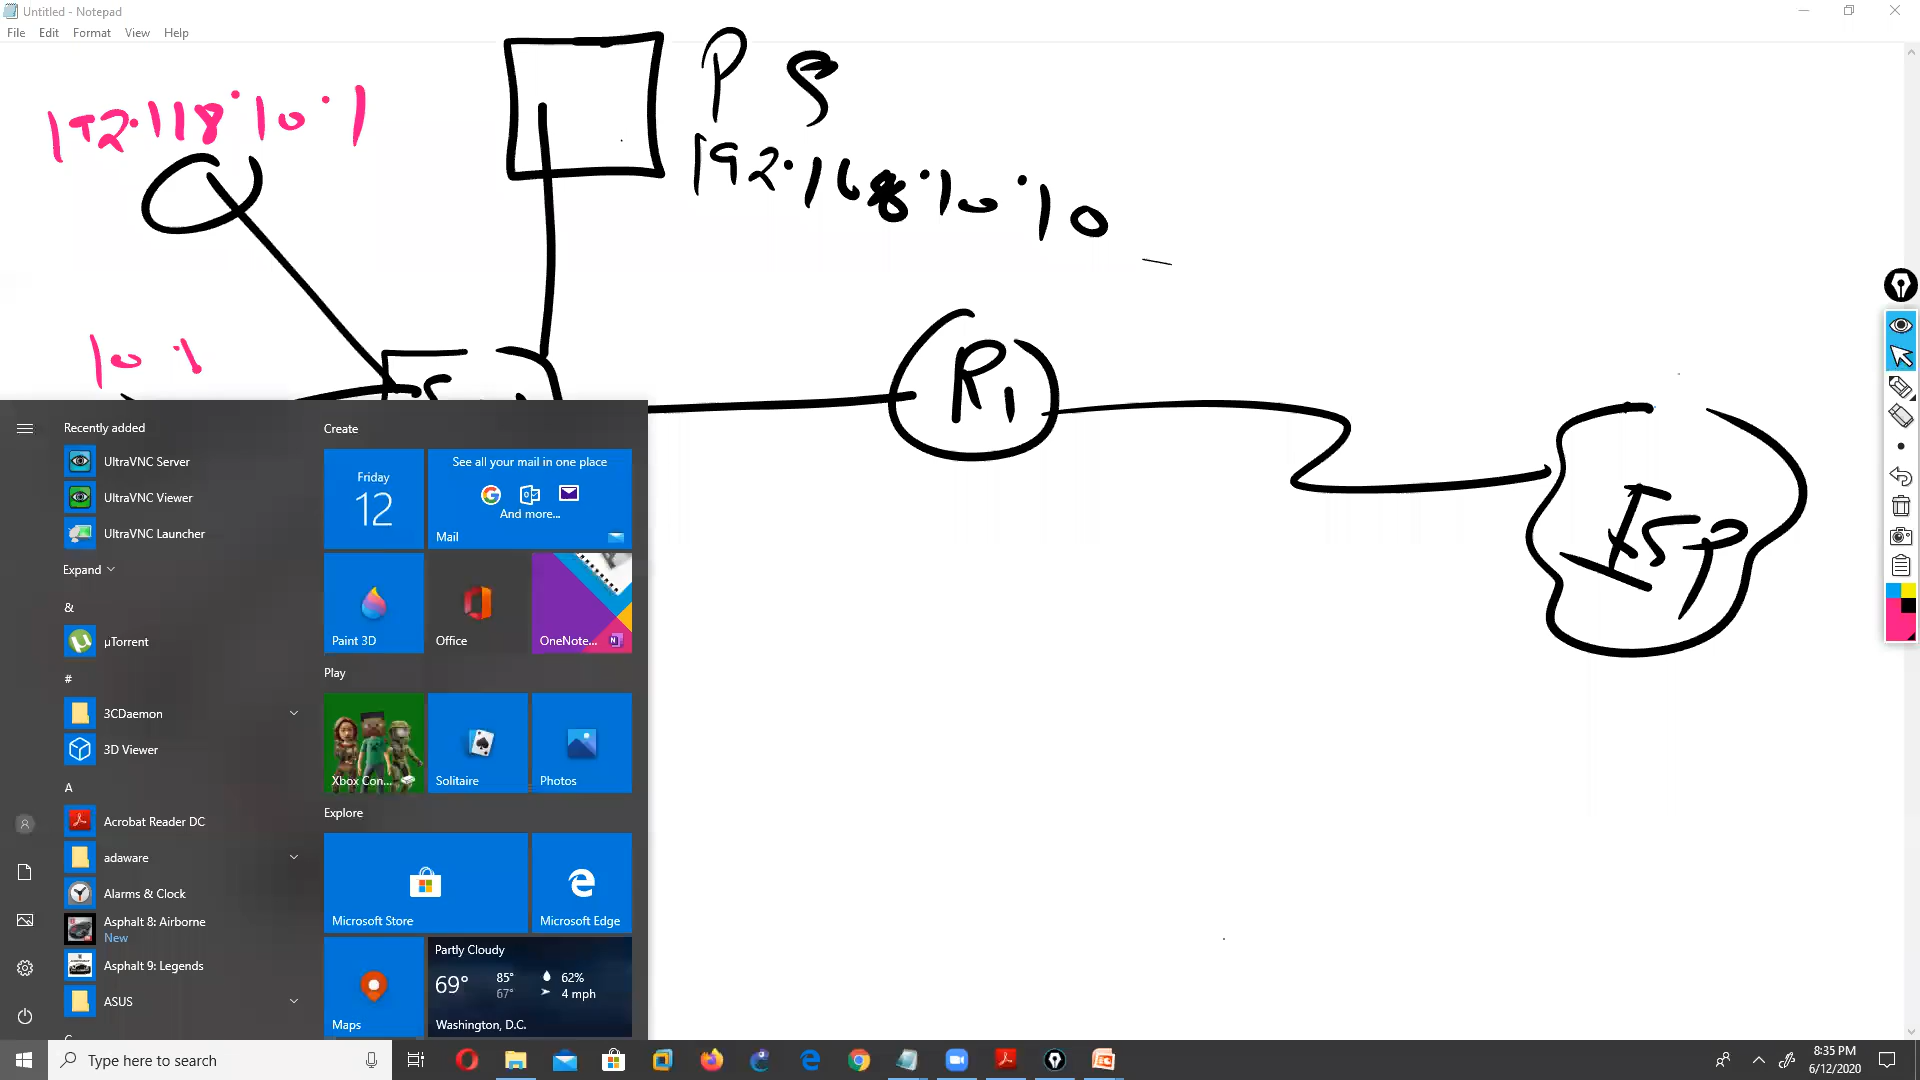 Untitled - Notepad
File Edit Format View Help
P S
192.118.10.1
192.168.10.10
10.1
R1
ISP
Recently added
UltraVNC Server
UltraVNC Viewer
UltraVNC Launcher
Expand
&
µTorrent
#
3CDaemon
3D Viewer
A
Acrobat Reader DC
adaware
Alarms & Clock
Asphalt 8: Airborne
New
Asphalt 9: Legends
ASUS
Create
Friday
12
See all your mail in one place
And more...
Mail
Paint 3D
Office
OneNote...
Play
Xbox Con...
Solitaire
Photos
Explore
Microsoft Store
Microsoft Edge
Maps
Partly Cloudy
69° 85° 62%
67° 4 mph
Washington, D.C.
Type here to search
8:35 PM
6/12/2020